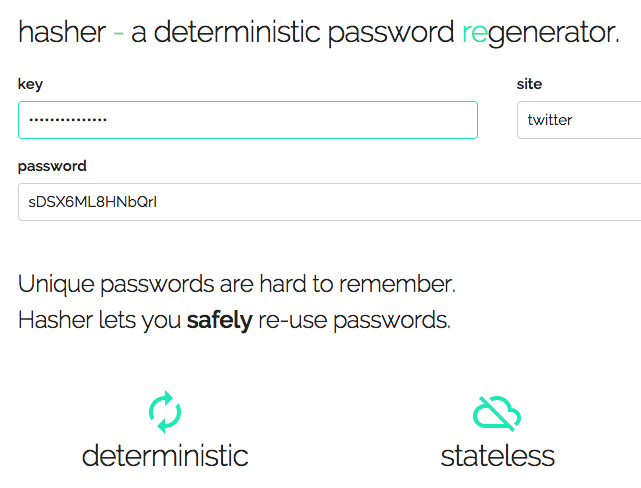 hasher - a deterministic password regenerator.
key site
•••••••••••••••
twitter
password
sDSX6ML8HNbQrI
Unique passwords are hard to remember.
Hasher lets you safely re-use passwords.
deterministic stateless